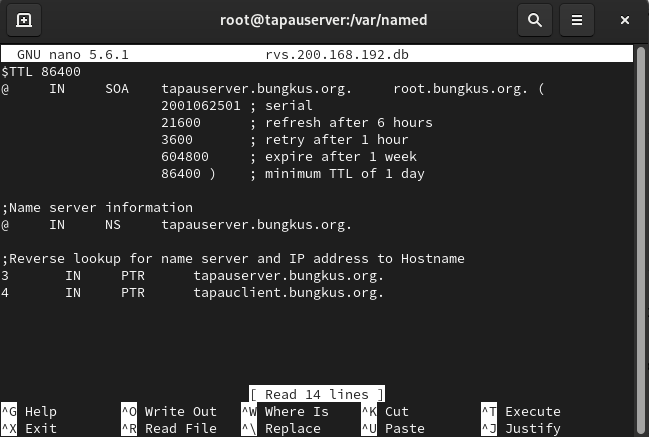 root@tapauserver:/var/named
GNU nano 5.6.1 rvs.200.168.192.db
$TTL 86400
@ IN SOA tapauserver.bungkus.org. root.bungkus.org. (
2001062501 ; serial
21600 ; refresh after 6 hours
3600 ; retry after 1 hour
604800 ; expire after 1 week
86400 ) ; minimum TTL of 1 day
;Name server information
@ IN NS tapauserver.bungkus.org.
;Reverse lookup for name server and IP address to Hostname
3 IN PTR tapauserver.bungkus.org.
4 IN PTR tapauclient.bungkus.org.
[ Read 14 lines ]
^G Help ^O Write Out ^W Where Is ^K Cut ^T Execute
^X Exit ^R Read File ^\ Replace ^U Paste ^J Justify